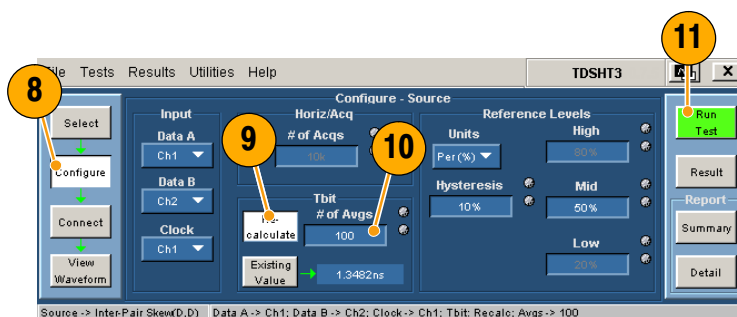 11
File Tests Results Utilities Help TDSHT3 X
8
Configure - Source
Select
Configure
Connect
View
Waveform
Input
Data A
Ch1
Data B
Ch2
Clock
Ch1
Horiz/Acq
# of Acqs
10k
9
10
Tbit
# of Avgs
calculate
100
Existing
Value
1.3482ns
Reference Levels
Units
Per(%)
Hysteresis
10%
High
80%
Mid
50%
Low
20%
Run
Test
Result
Report
Summary
Detail
Source -> Inter-Pair Skew(D,D) Data A -> Ch1; Data B -> Ch2; Clock -> Ch1; Tbit: Recalc; Avgs -> 100